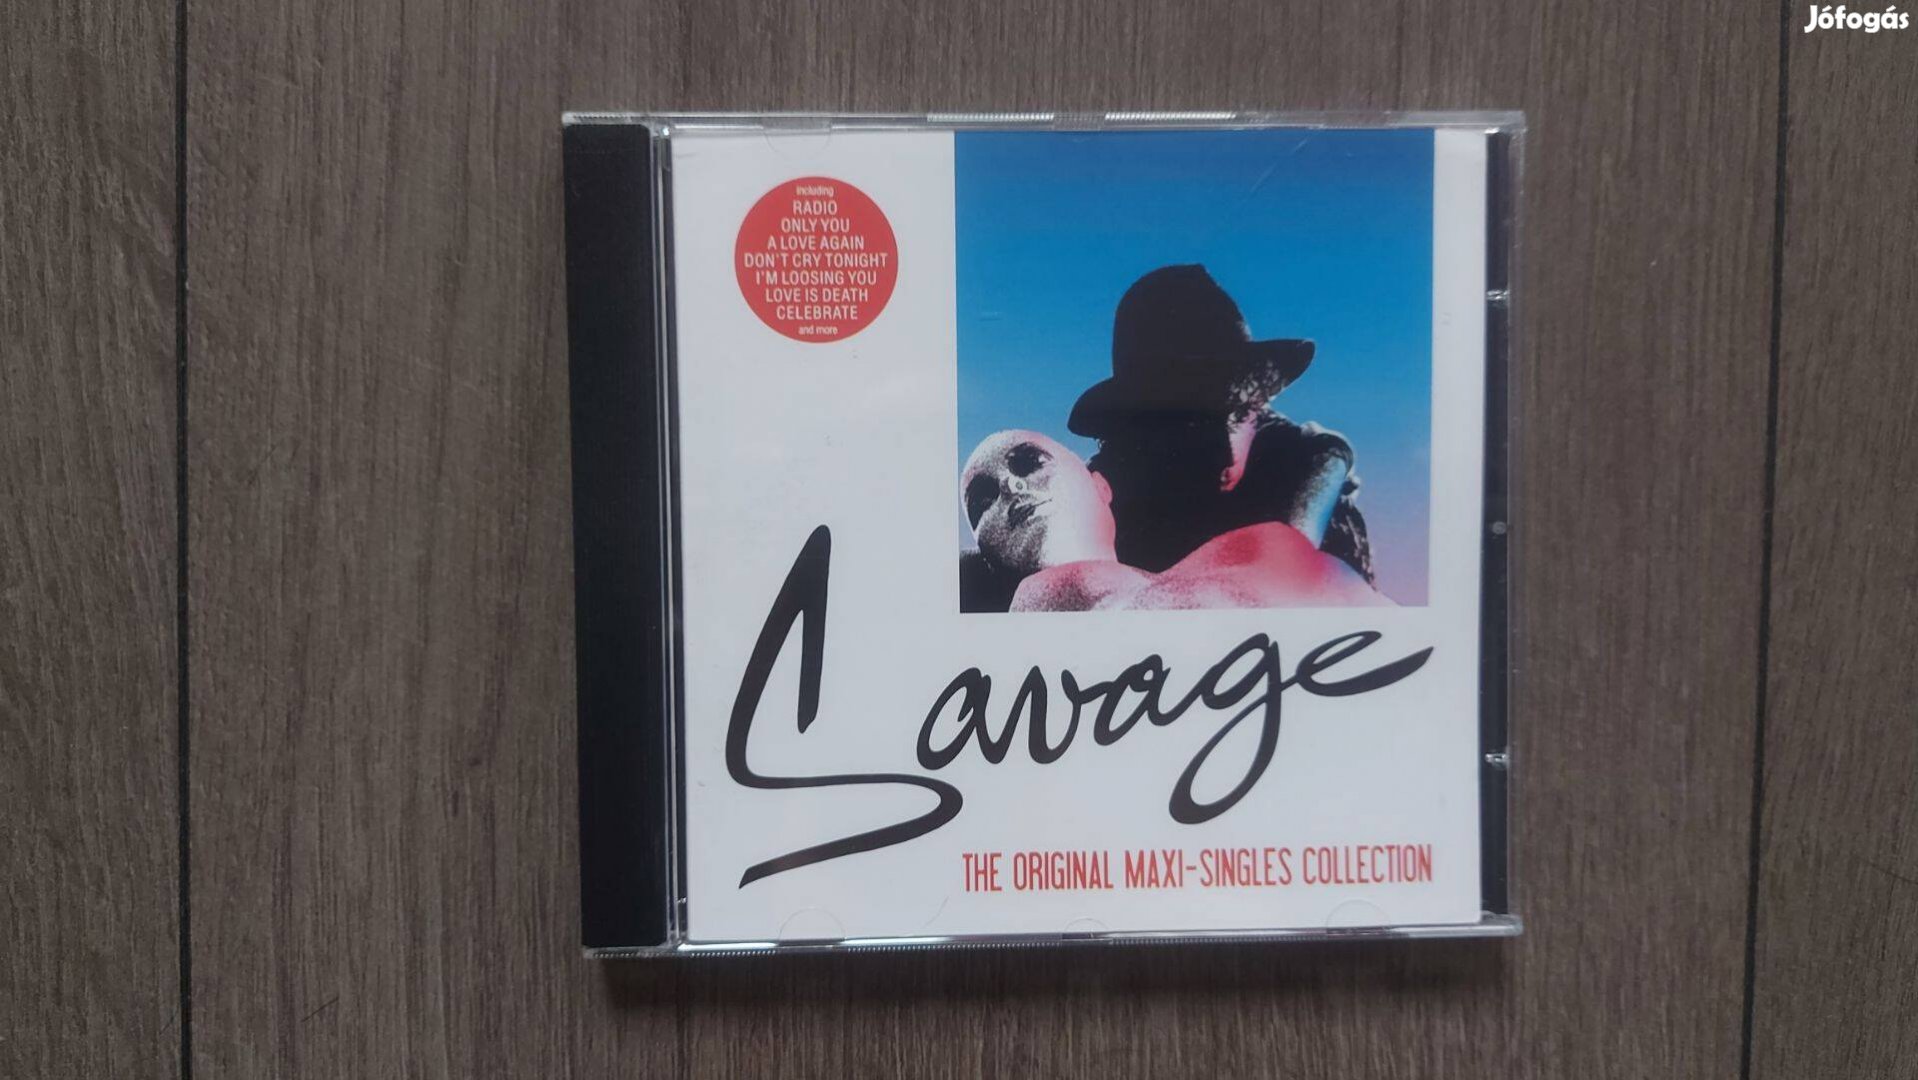 Jófogás
including
RADIO
ONLY YOU
A LOVE AGAIN
DON'T CRY TONIGHT
I'M LOOSING YOU
LOVE IS DEATH
CELEBRATE
and more
Savage
THE ORIGINAL MAXI-SINGLES COLLECTION